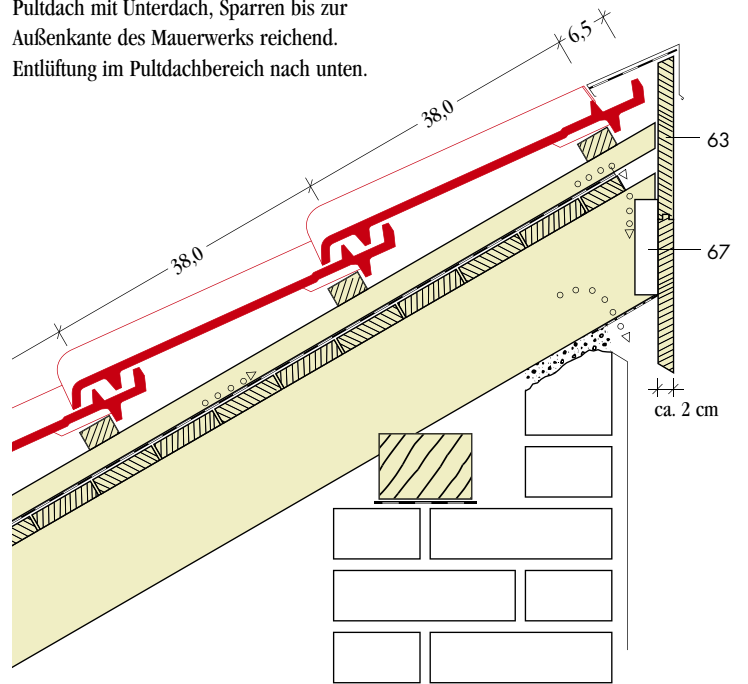 Pultdach mit Unterdach, Sparren bis zur
Außenkante des Mauerwerks reichend.
Entlüftung im Pultdachbereich nach unten.
6,5
38,0
63
38,0
67
ca. 2 cm